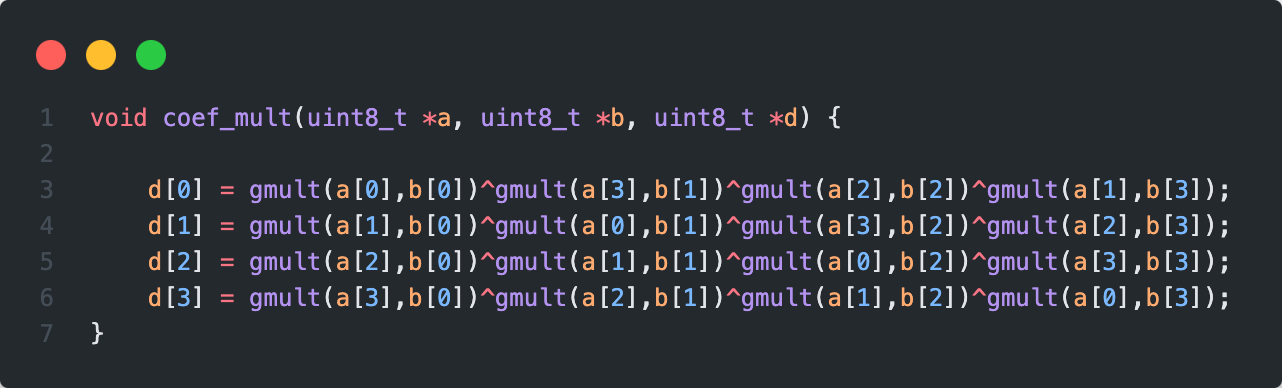 1 void coef_mult(uint8_t *a, uint8_t *b, uint8_t *d) {
2
3     d[0] = gmult(a[0],b[0])^gmult(a[3],b[1])^gmult(a[2],b[2])^gmult(a[1],b[3]);
4     d[1] = gmult(a[1],b[0])^gmult(a[0],b[1])^gmult(a[3],b[2])^gmult(a[2],b[3]);
5     d[2] = gmult(a[2],b[0])^gmult(a[1],b[1])^gmult(a[0],b[2])^gmult(a[3],b[3]);
6     d[3] = gmult(a[3],b[0])^gmult(a[2],b[1])^gmult(a[1],b[2])^gmult(a[0],b[3]);
7 }